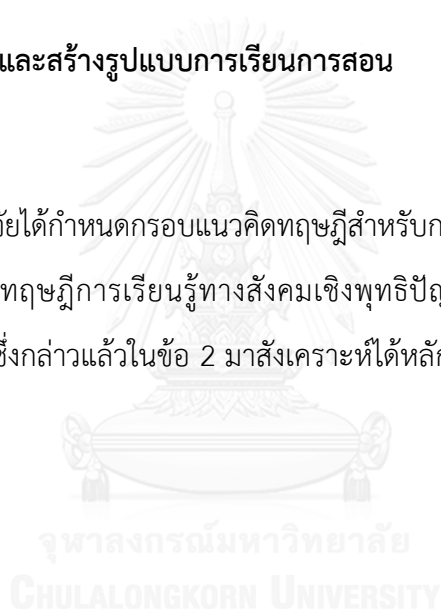 และสร้างรูปแบบการเรียนการสอน
วัยได้กำหนดกรอบแนวคิดทฤษฎีสำหรับก
ทฤษฎีการเรียนรู้ทางสังคมเชิงพุทธิปัญ
ซึ่งกล่าวแล้วในข้อ 2 มาสังเคราะห์ได้หลัก
จุฬาลงกรณ์มหาวิทยาลัย
CHULALONGKORN UNIVERSITY